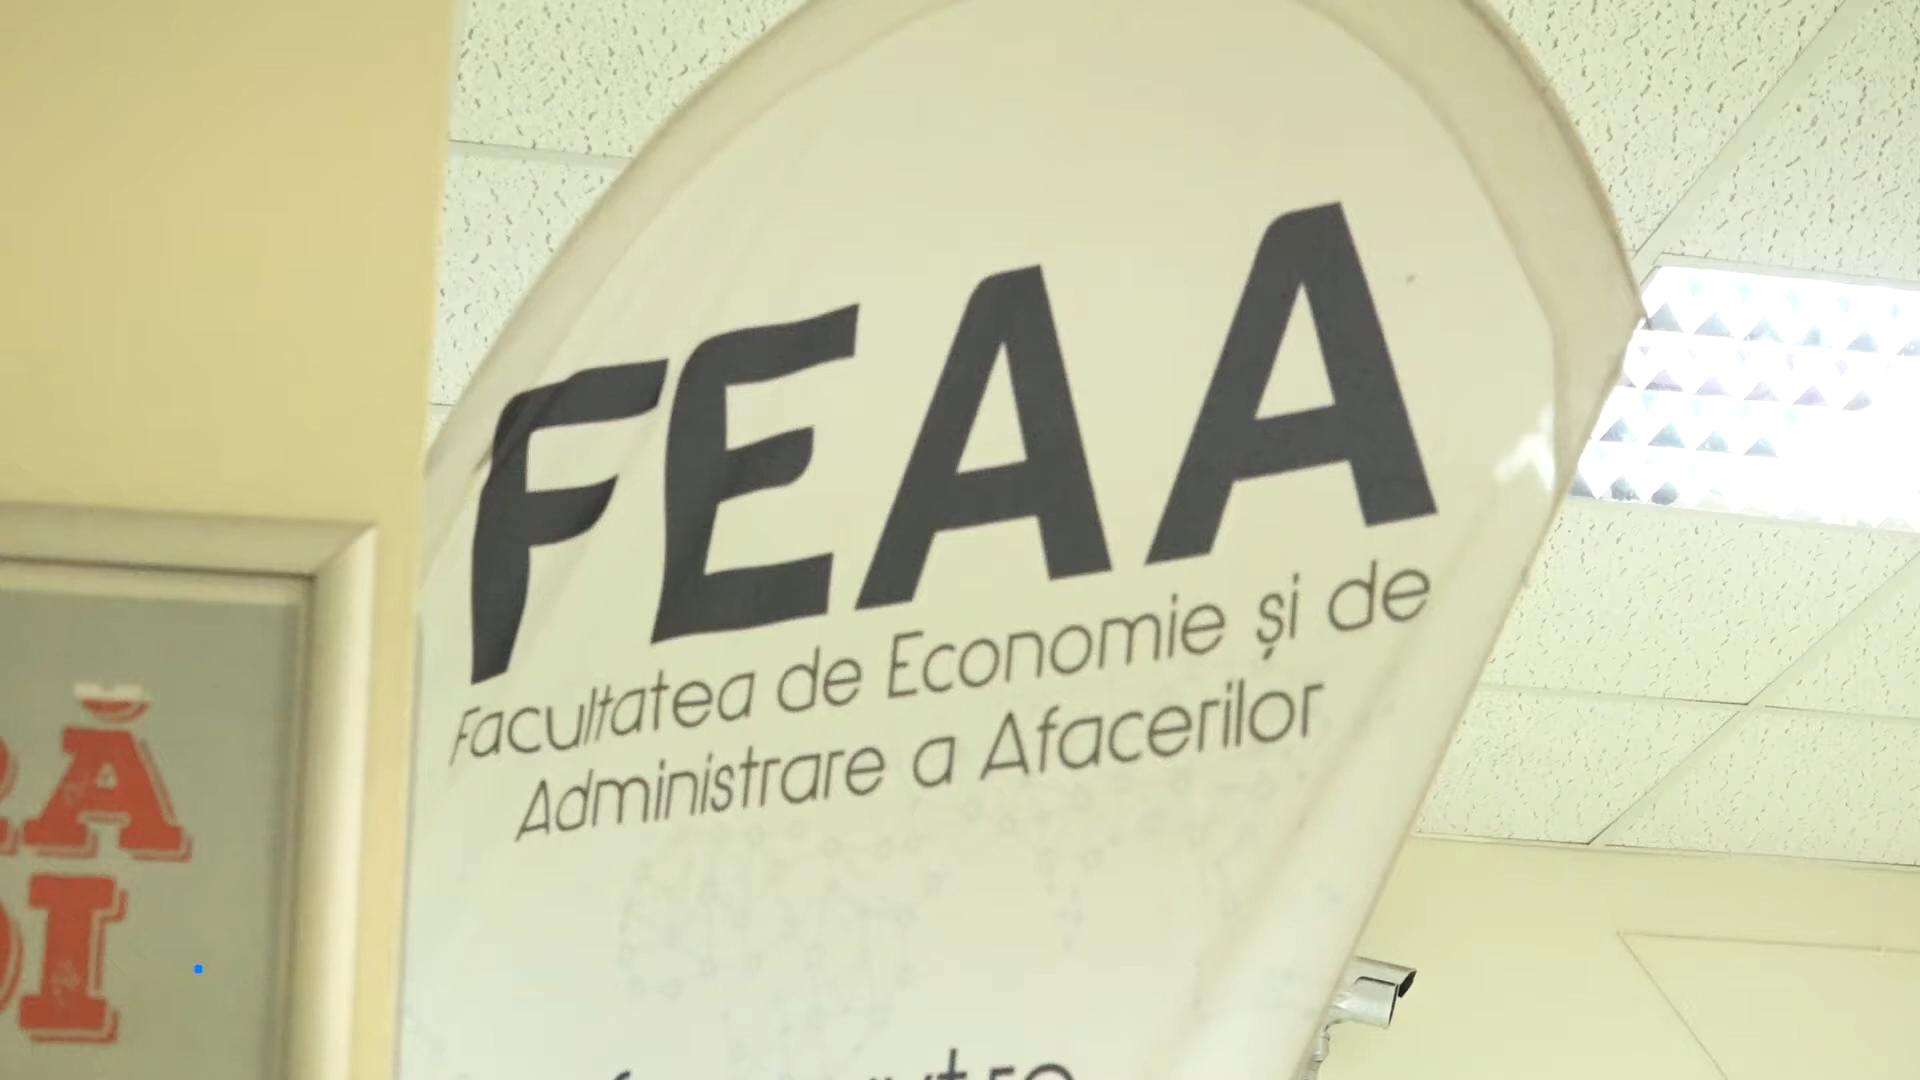 FEAA
Facultatea de Economie și de
Administrare a Afacerilor